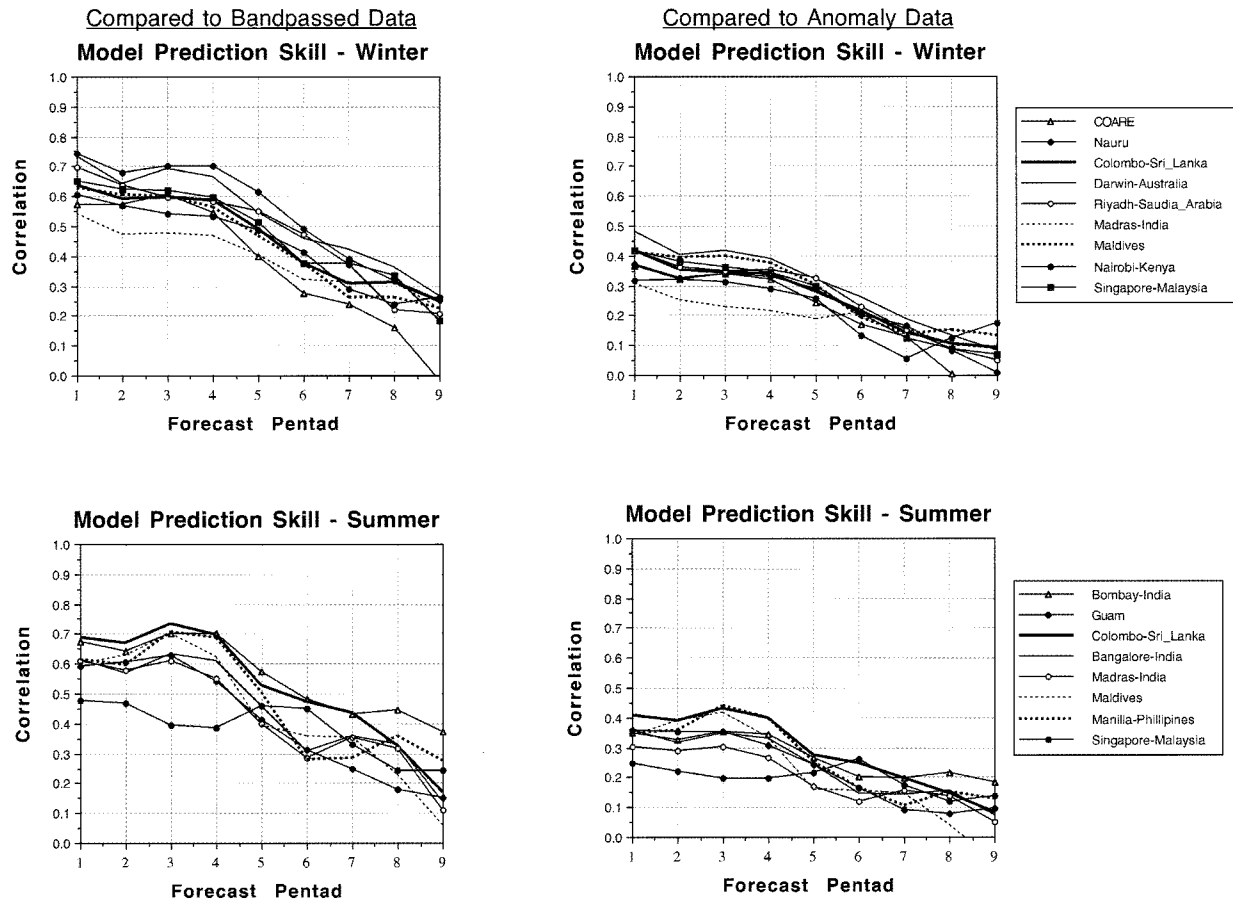 Compared to Bandpassed Data
Model Prediction Skill - Winter
1.0
0.9
0.8
0.7
0.6
0.5
0.4
0.3
0.2
0.1
0.0
Correlation
1 2 3 4 5 6 7 8 9
Forecast Pentad
Compared to Anomaly Data
Model Prediction Skill - Winter
1.0
0.9
0.8
0.7
0.6
0.5
0.4
0.3
0.2
0.1
0.0
Correlation
1 2 3 4 5 6 7 8 9
Forecast Pentad
COARE
Nauru
Colombo-Sri_Lanka
Darwin-Australia
Riyadh-Saudia_Arabia
Madras-India
Maldives
Nairobi-Kenya
Singapore-Malaysia
Model Prediction Skill - Summer
1.0
0.9
0.8
0.7
0.6
0.5
0.4
0.3
0.2
0.1
0.0
Correlation
1 2 3 4 5 6 7 8 9
Forecast Pentad
Model Prediction Skill - Summer
1.0
0.9
0.8
0.7
0.6
0.5
0.4
0.3
0.2
0.1
0.0
Correlation
1 2 3 4 5 6 7 8 9
Forecast Pentad
Bombay-India
Guam
Colombo-Sri_Lanka
Bangalore-India
Madras-India
Maldives
Manilla-Phillipines
Singapore-Malaysia